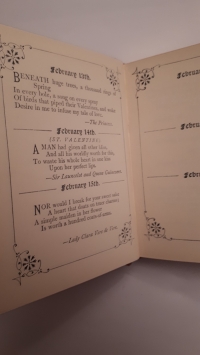 February 13th.
BENEATH huge trees, a thousand rings of
Spring
In every bole, a song on every spray
Of birds that piped their Valentines, and woke
Desire in me to infuse my tale of love,
—The Princess
February 14th.
(ST. VALENTINE)
A MAN had given all other bliss,
And all his worldly worth for this,
To waste his whole heart in one kiss
Upon her perfect lips.
—Sir Launcelot and Queen Guinevere
February 15th.
NOR would I break for your sweet sake
A heart that doats on truer charms.
A simple maiden in her flower
Is worth a hundred coats-of-arms.
—Lady Clara Vere de Vere.
February
February
February